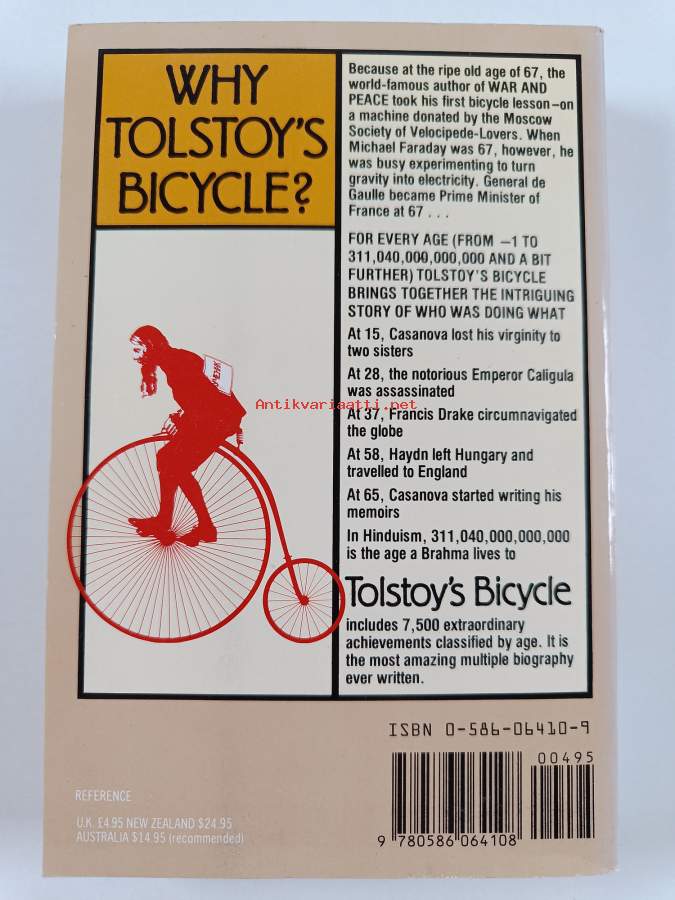 WHY
TOLSTOY'S
BICYCLE?
Because at the ripe old age of 67, the
world-famous author of WAR AND
PEACE took his first bicycle lesson–on
a machine donated by the Moscow
Society of Velocipede-Lovers. When
Michael Faraday was 67, however, he
was busy experimenting to turn
gravity into electricity. General de
Gaulle became Prime Minister of
France at 67 . . .
FOR EVERY AGE (FROM –1 TO
311,040,000,000,000 AND A BIT
FURTHER) TOLSTOY'S BICYCLE
BRINGS TOGETHER THE INTRIGUING
STORY OF WHO WAS DOING WHAT
At 15, Casanova lost his virginity to
two sisters
At 28, the notorious Emperor Caligula
was assassinated
At 37, Francis Drake circumnavigated
the globe
At 58, Haydn left Hungary and
travelled to England
At 65, Casanova started writing his
memoirs
In Hinduism, 311,040,000,000,000
is the age a Brahma lives to
Tolstoy's Bicycle
includes 7,500 extraordinary
achievements classified by age. It is
the most amazing multiple biography
ever written.
Antikvariaatti.net
ISBN 0-586-06410-9
00495
9 780586 064108
REFERENCE
U.K. £4.95 NEW ZEALAND $24.95
AUSTRALIA $14.95 (recommended)